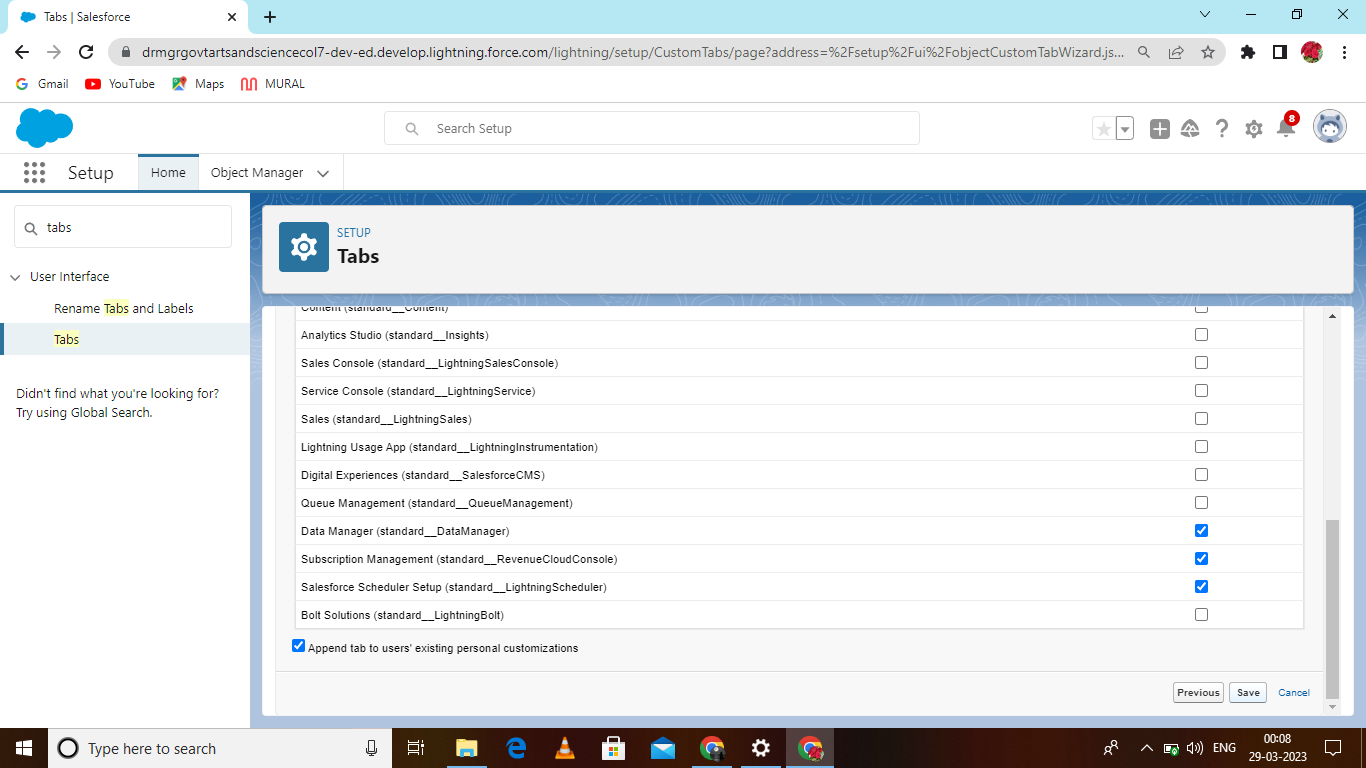 Tabs | Salesforce
drmgrgovtartsandsciencecol7-dev-ed.develop.lightning.force.com/lightning/setup/CustomTabs/page?address=%2Fsetup%2Fui%2FobjectCustomTabWizard.js...
Gmail YouTube Maps MURAL
Search Setup
8
Setup Home Object Manager
tabs
User Interface
Rename Tabs and Labels
Tabs
Didn't find what you're looking for?
Try using Global Search.
SETUP
Tabs
Content (standard__Content)
Analytics Studio (standard__Insights)
Sales Console (standard__LightningSalesConsole)
Service Console (standard__LightningService)
Sales (standard__LightningSales)
Lightning Usage App (standard__LightningInstrumentation)
Digital Experiences (standard__SalesforceCMS)
Queue Management (standard__QueueManagement)
Data Manager (standard__DataManager)
Subscription Management (standard__RevenueCloudConsole)
Salesforce Scheduler Setup (standard__LightningScheduler)
Bolt Solutions (standard__LightningBolt)
Append tab to users' existing personal customizations
Previous Save Cancel
Type here to search
ENG
00:08
29-03-2023